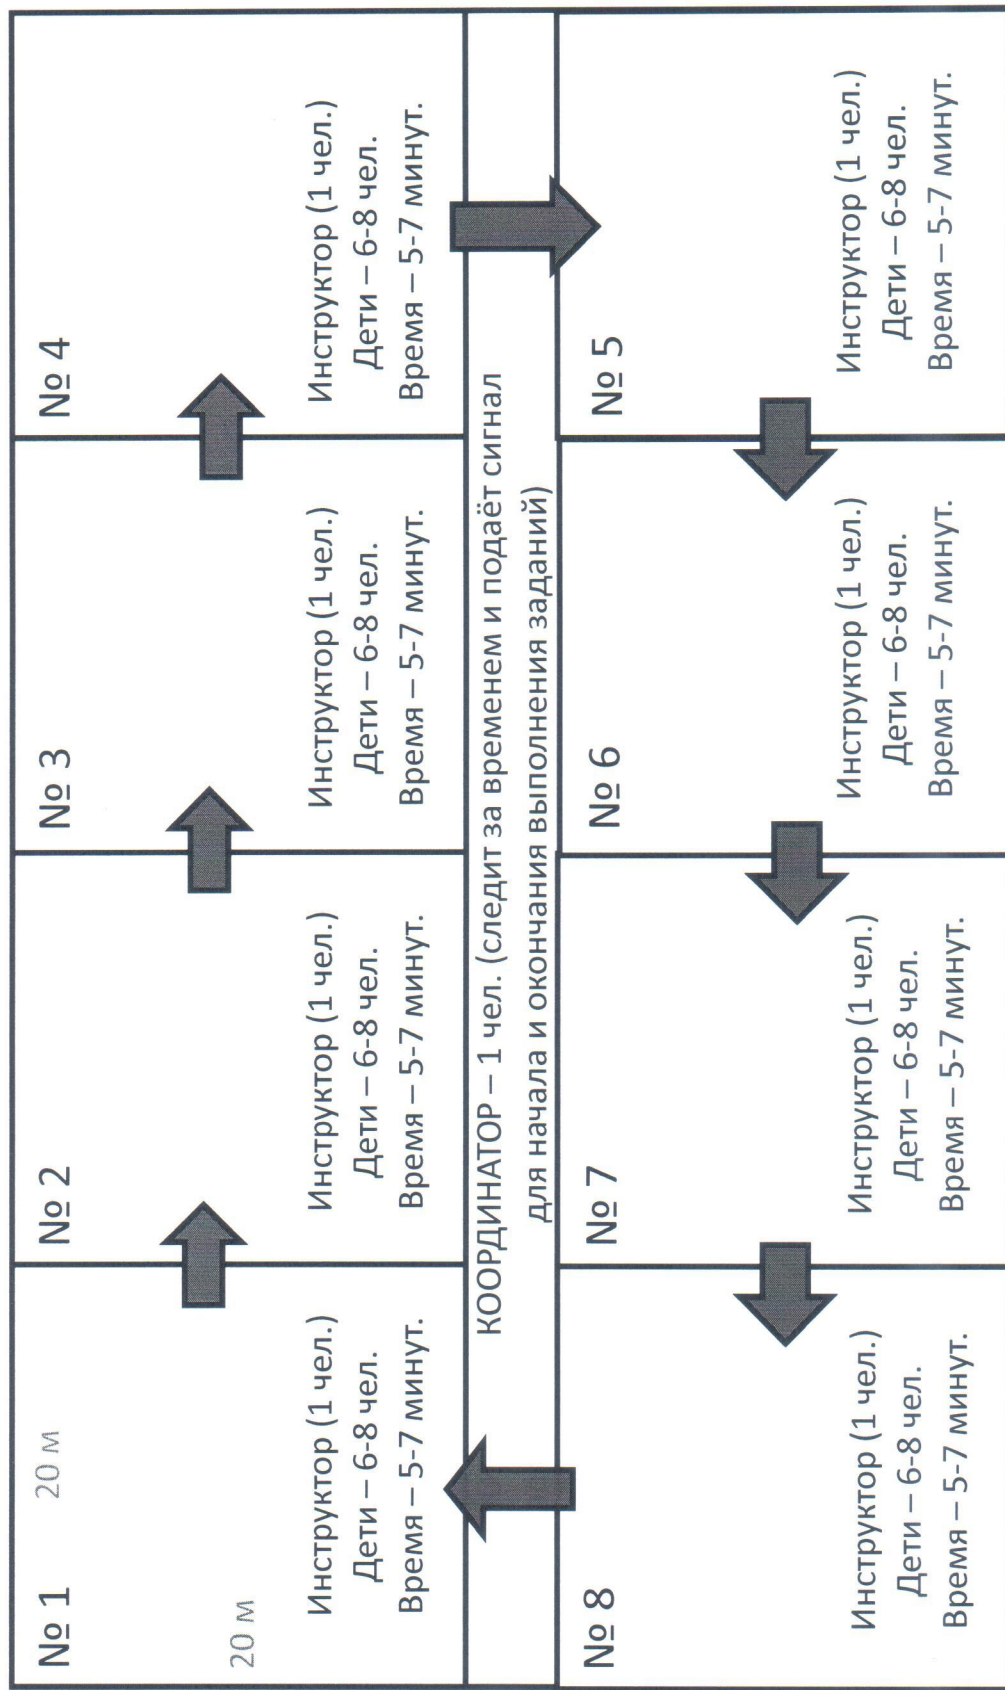 № 1
20 м
20 м
Инструктор (1 чел.)
Дети – 6-8 чел.
Время – 5-7 минут.
№ 2
Инструктор (1 чел.)
Дети – 6-8 чел.
Время – 5-7 минут.
№ 3
Инструктор (1 чел.)
Дети – 6-8 чел.
Время – 5-7 минут.
№ 4
Инструктор (1 чел.)
Дети – 6-8 чел.
Время – 5-7 минут.
КООРДИНАТОР – 1 чел. (следит за временем и подаёт сигнал
для начала и окончания выполнения заданий)
№ 8
Инструктор (1 чел.)
Дети – 6-8 чел.
Время – 5-7 минут.
№ 7
Инструктор (1 чел.)
Дети – 6-8 чел.
Время – 5-7 минут.
№ 6
Инструктор (1 чел.)
Дети – 6-8 чел.
Время – 5-7 минут.
№ 5
Инструктор (1 чел.)
Дети – 6-8 чел.
Время – 5-7 минут.